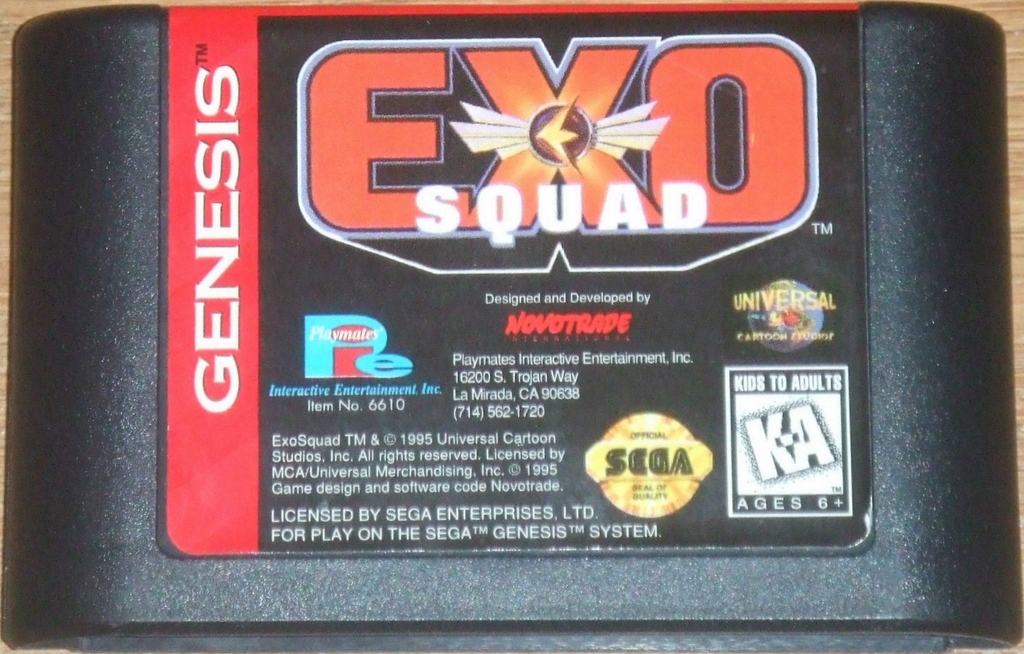 GENESIS™
EXO
SQUAD
TM
Designed and Developed by
NOVOTRADE
INTERNATIONAL
UNIVERSAL
CARTOON STUDIOS
Playmates®
Pie
Interactive Entertainment, Inc.
Item No. 6610
Playmates Interactive Entertainment, Inc.
16200 S. Trojan Way
La Mirada, CA 90638
(714) 562-1720
KIDS TO ADULTS
K-A
TM
AGES 6+
ExoSquad TM & © 1995 Universal Cartoon
Studios, Inc. All rights reserved. Licensed by
MCA/Universal Merchandising, Inc. © 1995
Game design and software code Novotrade.
OFFICIAL
SEGA
SEAL OF
QUALITY
LICENSED BY SEGA ENTERPRISES, LTD.
FOR PLAY ON THE SEGA™ GENESIS™ SYSTEM.